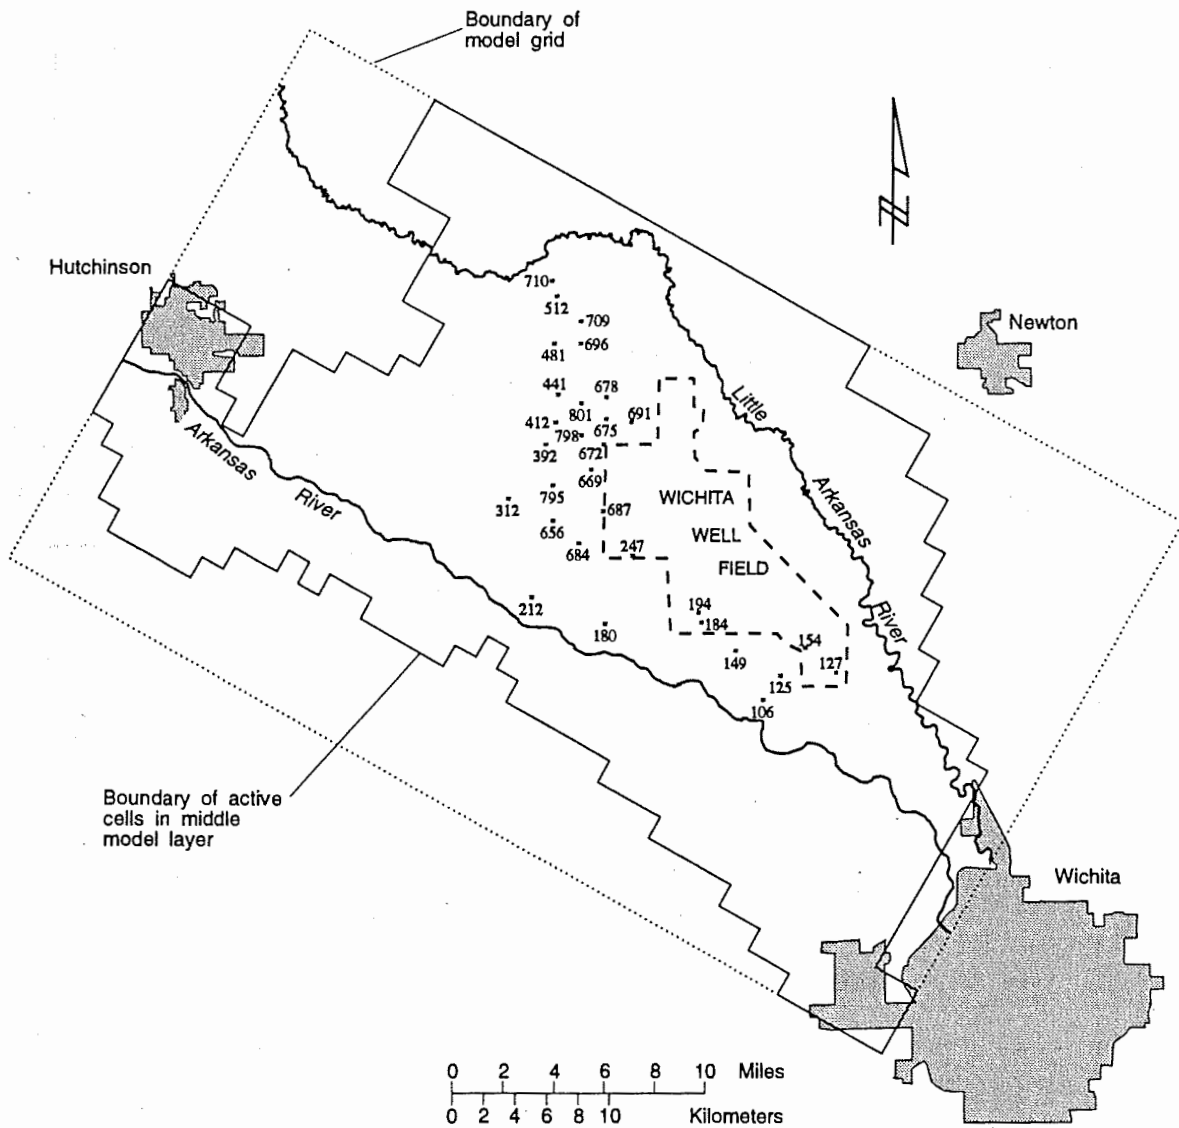 Boundary of
model grid
N
Hutchinson
Newton
710
512
709
481
696
441
678
801
691
412
675
798
392
672
669
795
312
687
656
684
247
212
180
194
184
149
154
127
125
106
Little
Arkansas
River
Arkansas
River
WICHITA
WELL
FIELD
Boundary of active
cells in middle
model layer
Wichita
0 2 4 6 8 10 Miles
0 2 4 6 8 10 Kilometers